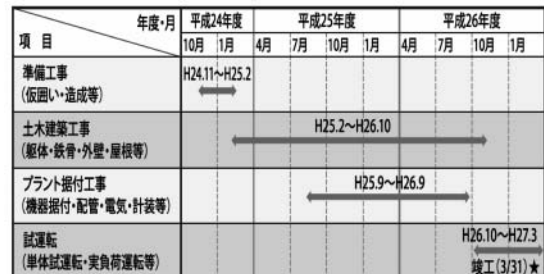 年度・月
項 目
平成24年度 平成25年度 平成26年度
10月 1月 4月 7月 10月 1月 4月 7月 10月 1月
準備工事
(仮囲い・造成等)
H24.11〜H25.2
土木建築工事
(躯体・鉄骨・外壁・屋根等)
H25.2〜H26.10
プラント据付工事
(機器据付・配管・電気・計装等)
H25.9〜H26.9
試運転
(単体試運転・実負荷運転等)
H26.10〜H27.3
竣工(3/31)★